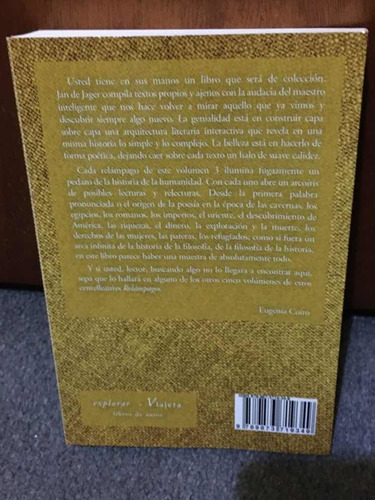 Usted tiene en sus manos un libro que será de colección.
Jan de Jager compila textos propios y ajenos con la audacia del maestro
inteligente que nos hace volver a mirar aquello que ya vimos y
descubrir siempre algo nuevo. La genialidad está en construir capa
sobre capa una arquitectura literaria interactiva que revela en una
misma historia lo simple y lo complejo. La belleza está en hacerlo de
forma poética, dejando caer sobre cada texto un halo de suave calidez.
Cada relámpago de este volumen 3 ilumina fugazmente un
pedazo de la historia de la humanidad. Con cada uno abre un arcoíris
de posibles lecturas y relecturas. Desde la primera palabra
pronunciada o el origen de la poesía en la época de las cavernas, los
egipcios, los romanos, los imperios, el oriente, el descubrimiento de
América, las riquezas, el dinero, la exploración y la muerte, los
derechos de las mujeres, las pateras, los refugiados; como si fuera un
arca infinita de la historia de la filosofía, de la filosofía de la historia,
en este libro parece haber una muestra de absolutamente todo.
Y si usted, lector, buscando algo no lo llegara a encontrar aquí,
sepa que lo hallará en alguno de los otros cinco volúmenes de estos
centelleantes Relámpagos.
Eugenia Coiro
explorar
Viajera
libros de autor